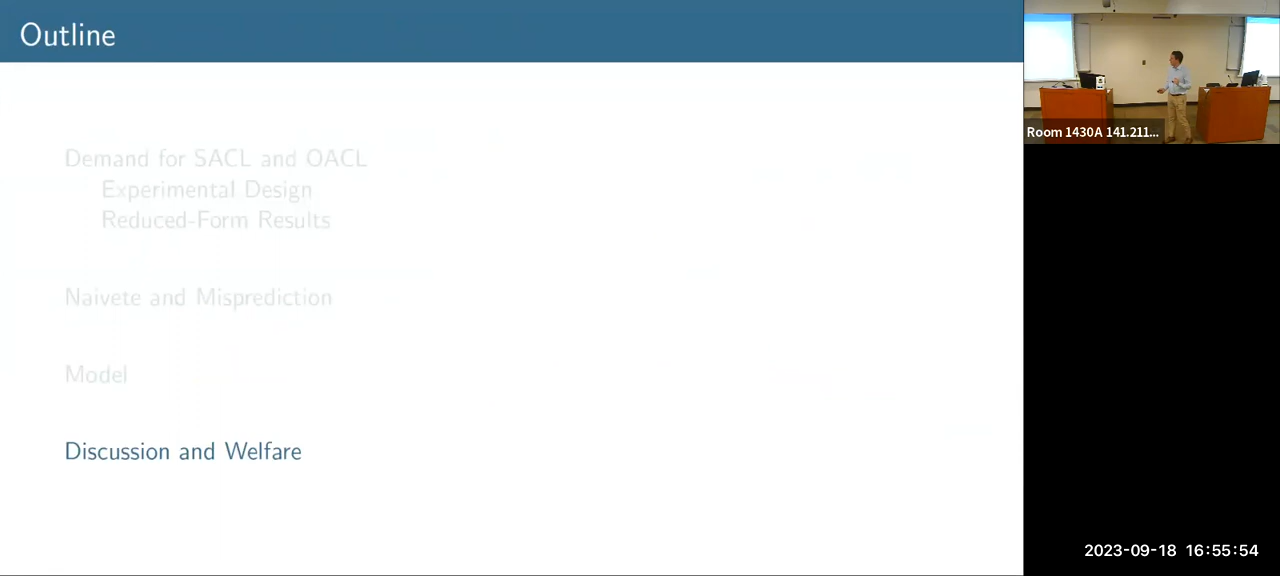 Outline
Demand for SACL and OACL
Experimental Design
Reduced-Form Results
Naivete and Misprediction
Model
Discussion and Welfare
Room 1430A 141.211...
2023-09-18 16:55:54